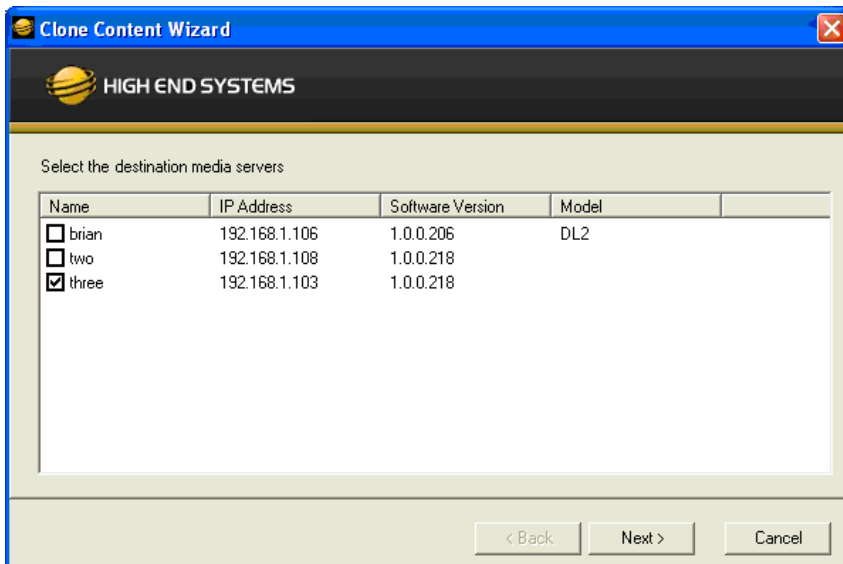 Clone Content Wizard
HIGH END SYSTEMS
Select the destination media servers
Name IP Address Software Version Model
brian 192.168.1.106 1.0.0.206 DL2
two 192.168.1.108 1.0.0.218
three 192.168.1.103 1.0.0.218
< Back Next > Cancel